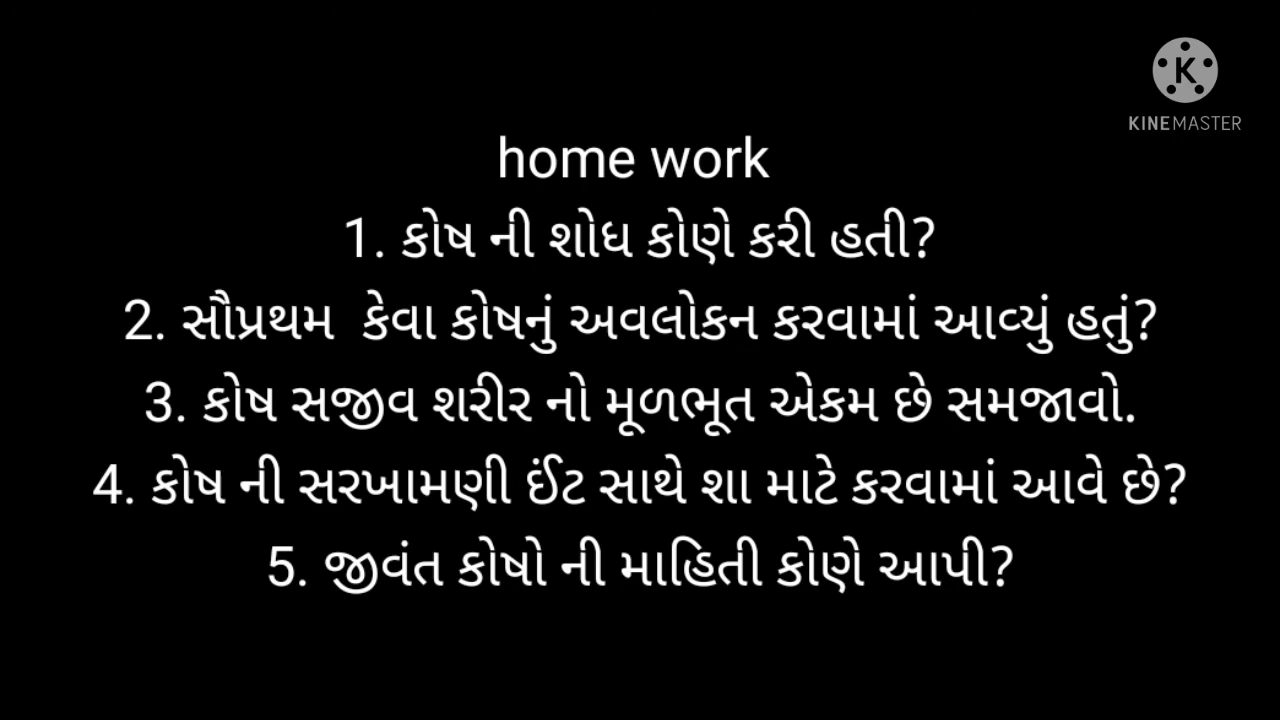 K
KINEMASTER
home work
1. કોષ ની શોધ કોણે કરી હતી?
2. સૌપ્રથમ કેવા કોષનું અવલોકન કરવામાં આવ્યું હતું?
3. કોષ સજીવ શરીર નો મૂળભૂત એકમ છે સમજાવો.
4. કોષ ની સરખામણી ઈંટ સાથે શા માટે કરવામાં આવે છે?
5. જીવંત કોષો ની માહિતી કોણે આપી?